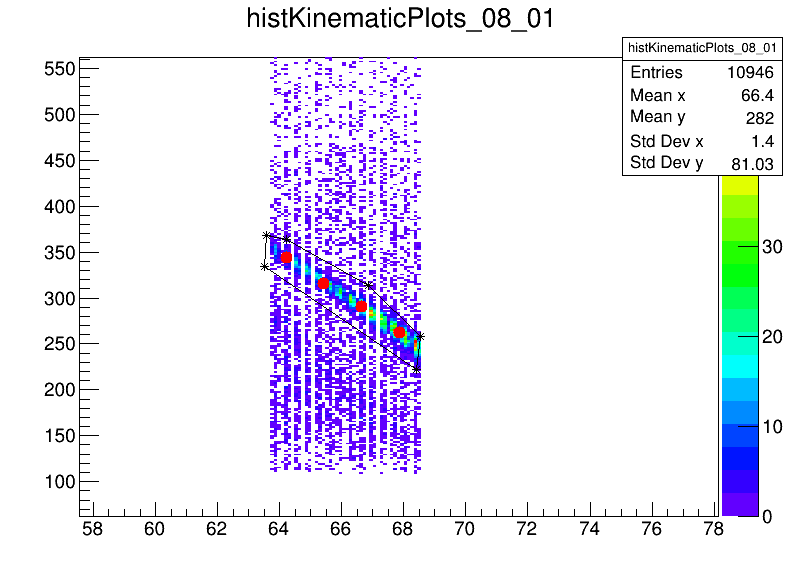 histKinematicPlots_08_01
histKinematicPlots_08_01
Entries 10946
Mean x 66.4
Mean y 282
Std Dev x 1.4
Std Dev y 81.03
550
500
450
400
350
300
250
200
150
100
30
20
10
0
58 60 62 64 66 68 70 72 74 76 78